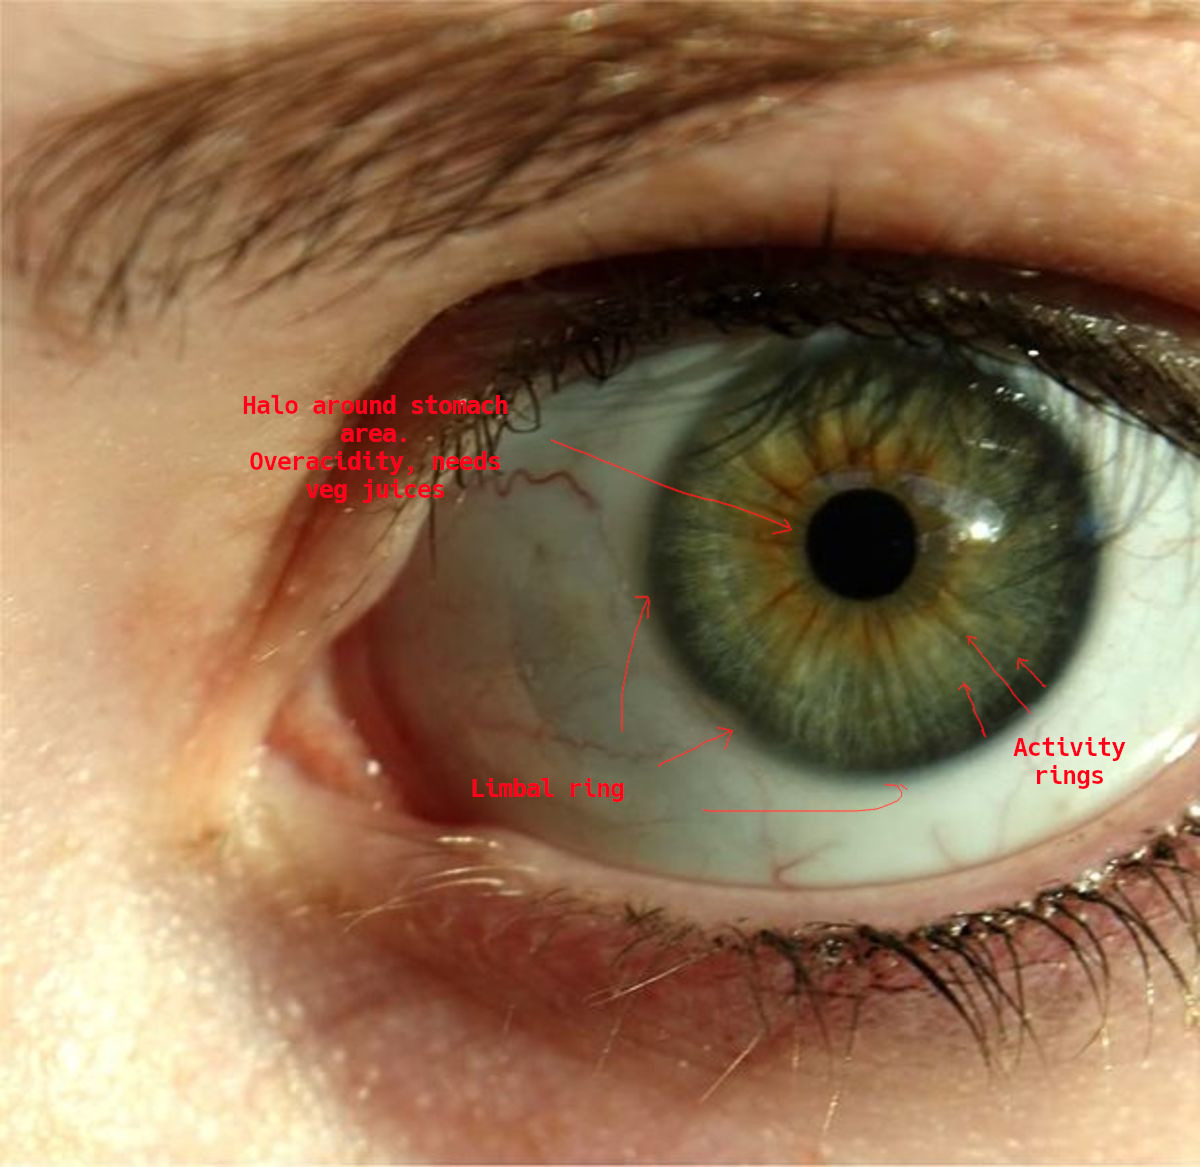 Halo around stomach
area.
Overacidity, needs
veg juices
Limbal ring
Activity
rings